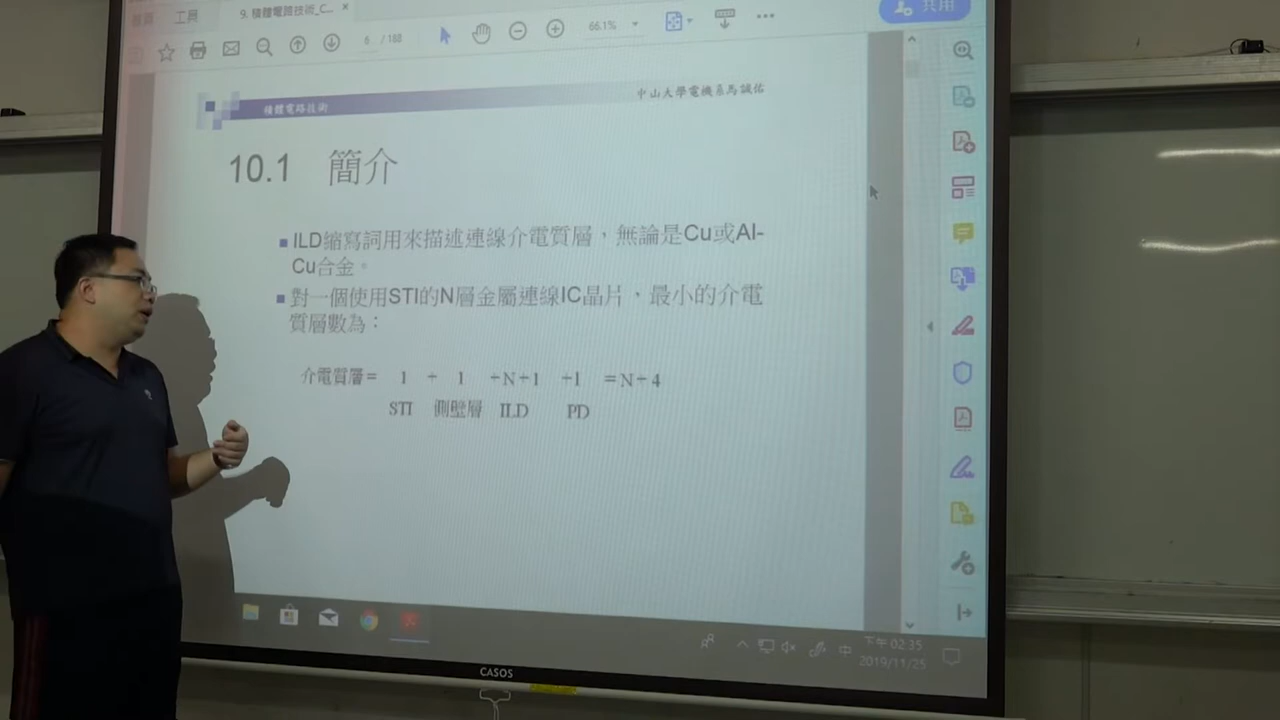 工具
9. 積體電路技術_C... ×
6 / 188
66.1%
共用
積體電路技術
中山大學電機系馬誠佑
10.1 簡介
ILD縮寫詞用來描述連線介電質層，無論是Cu或Al-
Cu合金。
對一個使用STI的N層金屬連線IC晶片，最小的介電
質層數為：
介電質層= 1 + 1 +N+1 +1 =N+4
STI 側壁層 ILD PD
中
下午 02:35
2019/11/25
CASOS